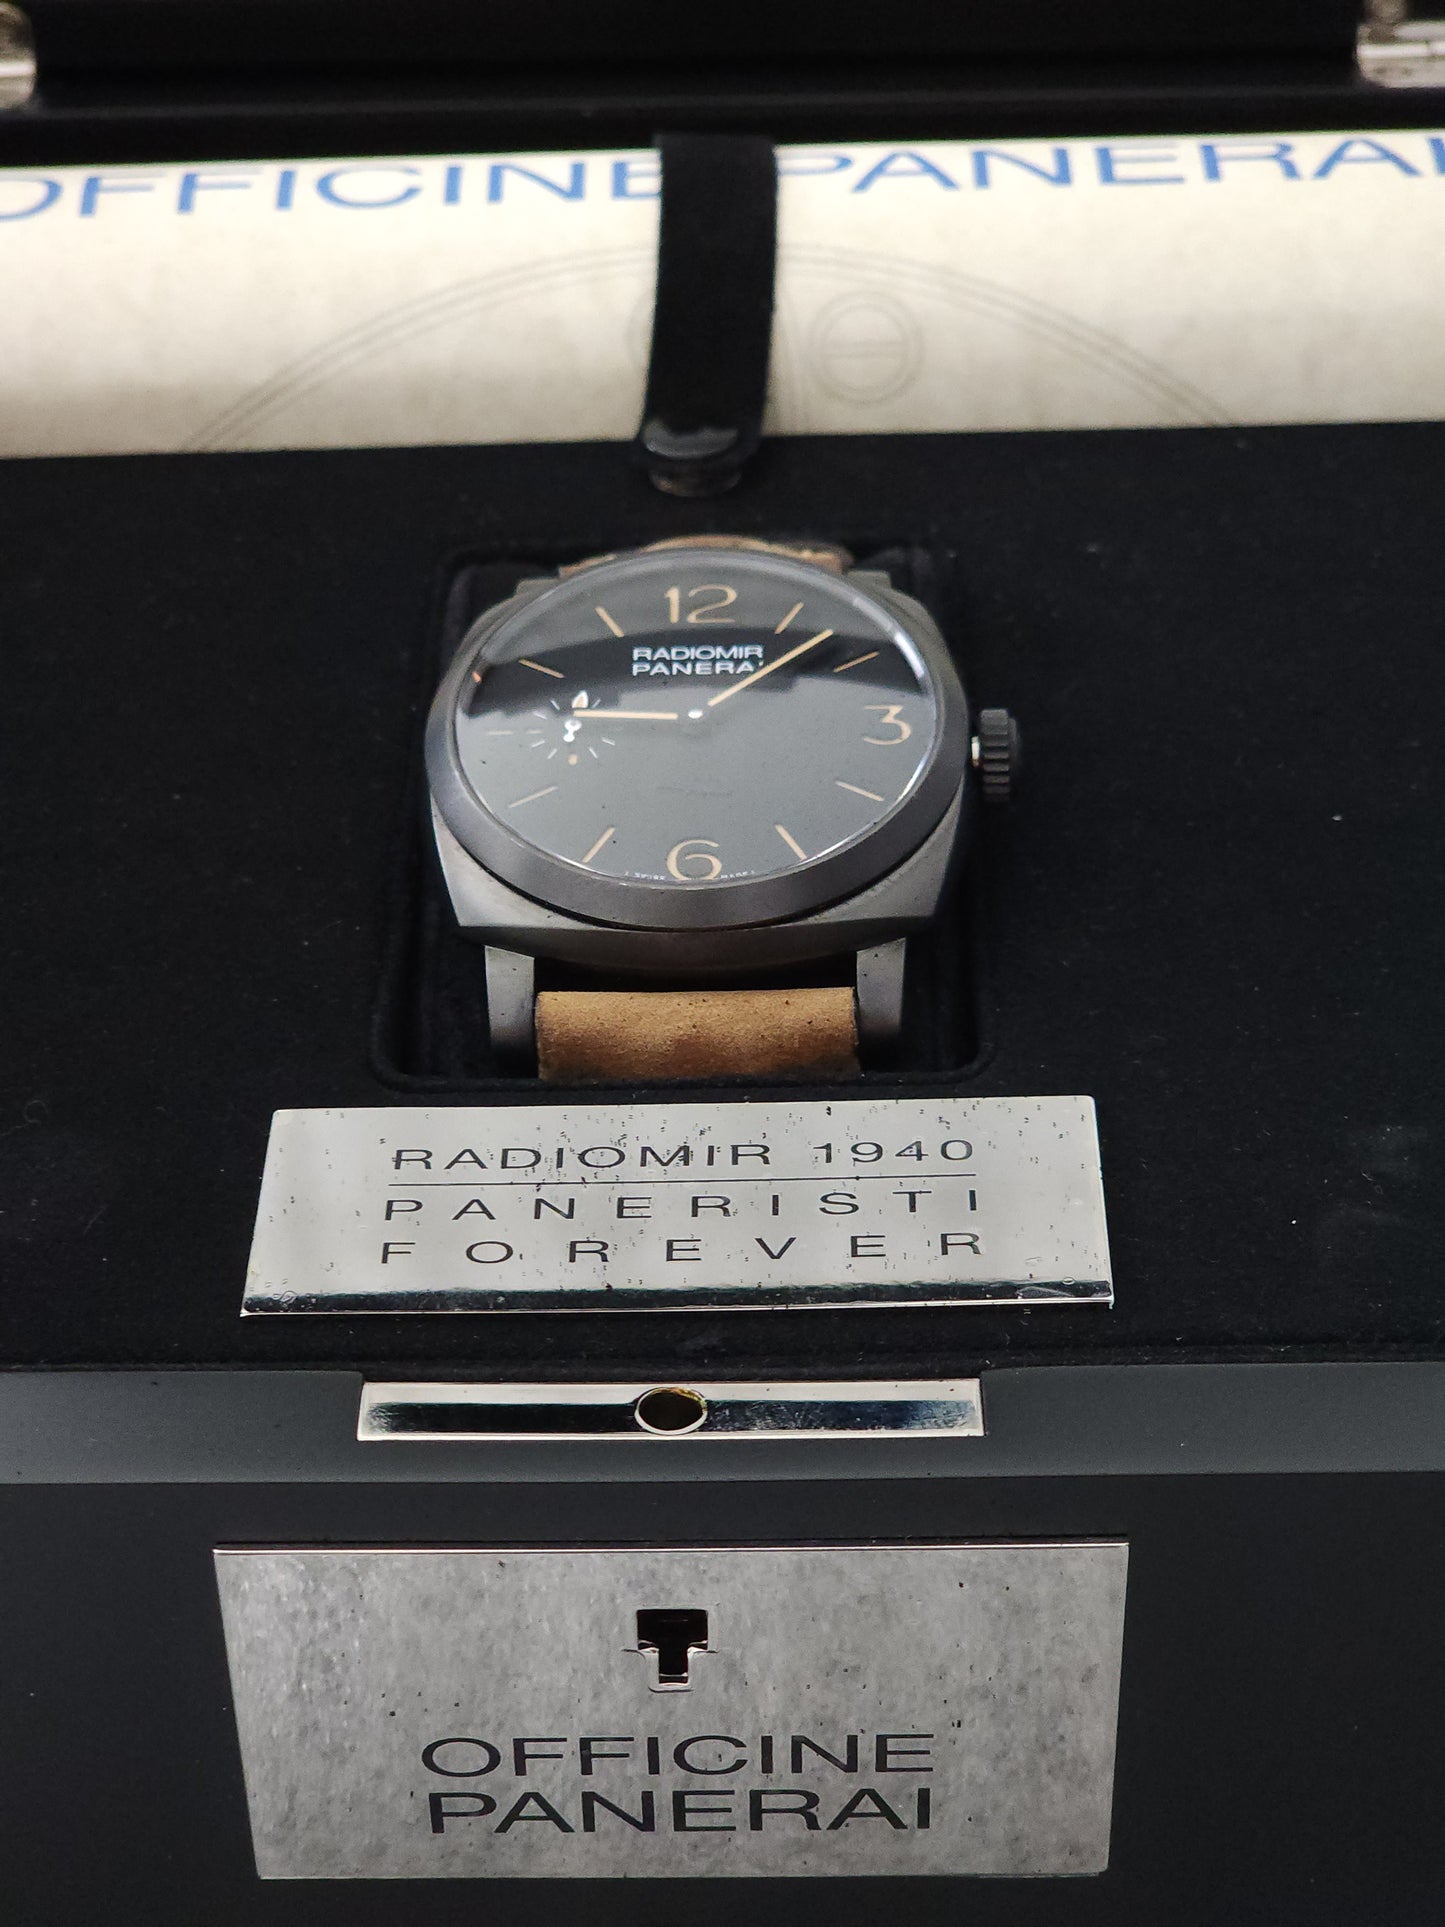 OFFICINE PANERAI
12
RADIOMIR
PANERAI
3
6
RADIOMIR 1940
PANERISTI
FOREVER
OFFICINE
PANERAI